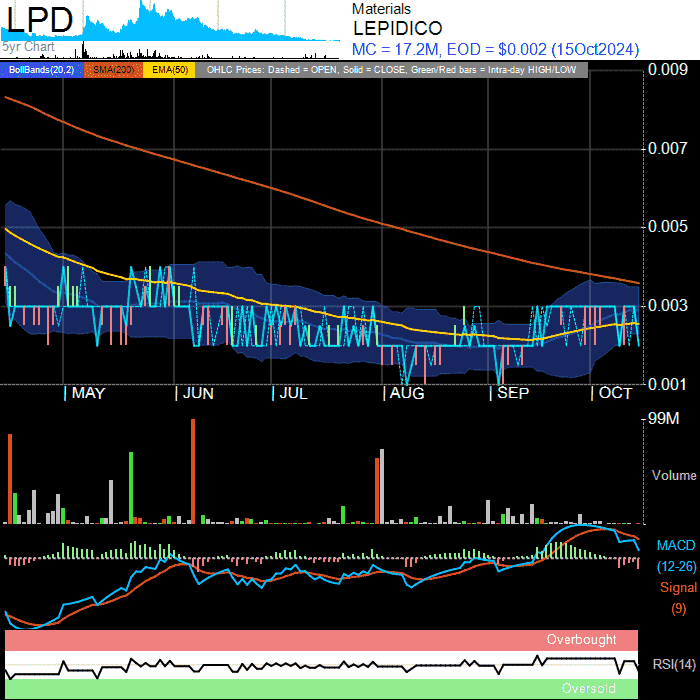 LPD
5yr Chart
Materials
LEPIDICO
MC = 17.2M, EOD = $0.002 (15Oct2024)
BollBands(20,2) SMA(200) EMA(50) OHLC Prices: Dashed = OPEN, Solid = CLOSE, Green/Red bars = Intra-day HIGH/LOW
0.009
0.007
0.005
0.003
0.001
MAY JUN JUL AUG SEP OCT
99M
Volume
MACD
(12-26)
Signal
(9)
Overbought
RSI(14)
Oversold